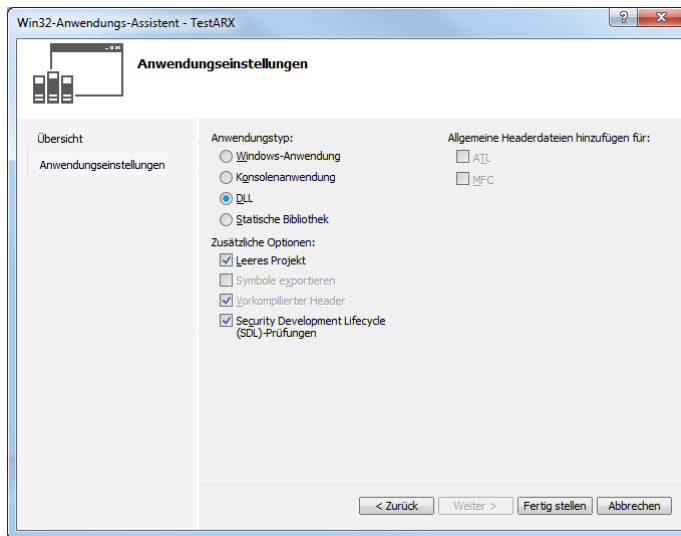 Win32-Anwendungs-Assistent - TestARX
Anwendungseinstellungen
Übersicht
Anwendungseinstellungen
Anwendungstyp:
Windows-Anwendung
Konsolenanwendung
DLL
Statische Bibliothek
Zusätzliche Optionen:
Leeres Projekt
Symbole exportieren
Vorkompilierter Header
Security Development Lifecycle
(SDL)-Prüfungen
Allgemeine Headerdateien hinzufügen für:
ATL
MFC
< Zurück
Weiter >
Fertig stellen
Abbrechen